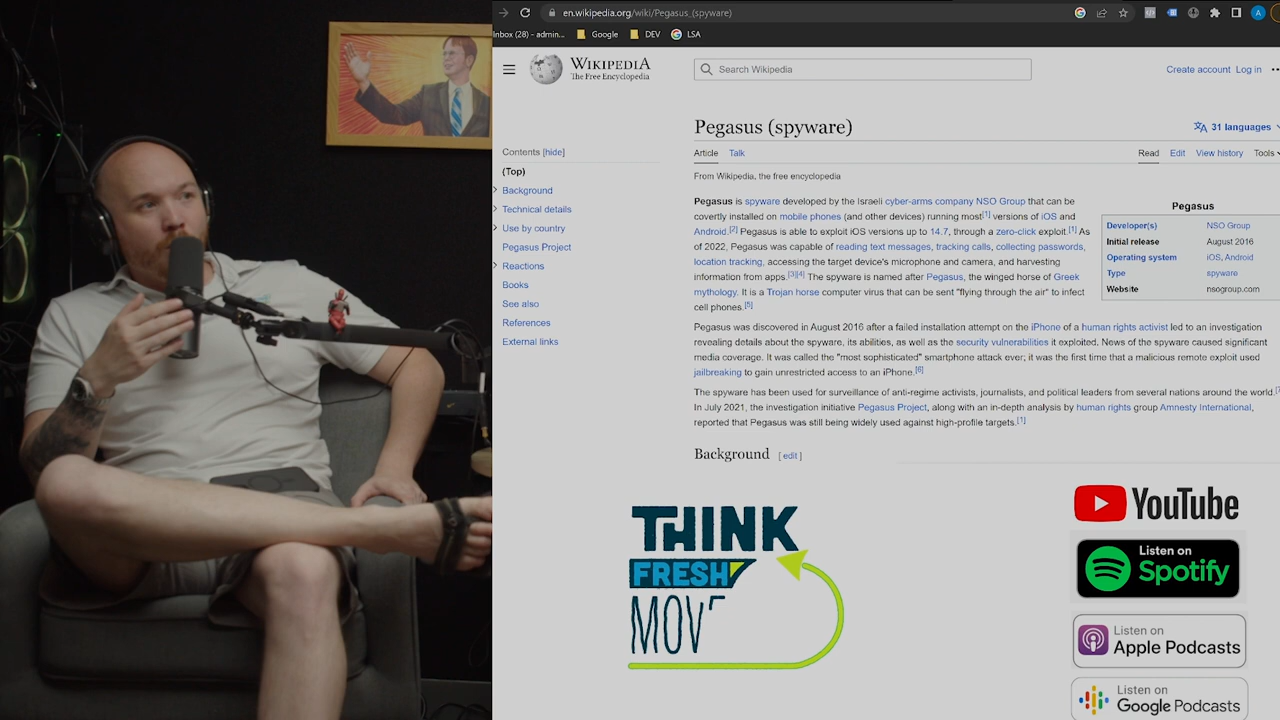 en.wikipedia.org/wiki/Pegasus_(spyware)
Inbox (28) - admin... Google DEV LSA
WIKIPEDIA
The Free Encyclopedia
Search Wikipedia
Create account Log in
Pegasus (spyware)
31 languages
Contents [hide]
(Top)
Background
Technical details
Use by country
Pegasus Project
Reactions
Books
See also
References
External links
Article Talk
Read Edit View history Tools
From Wikipedia, the free encyclopedia
Pegasus is spyware developed by the Israeli cyber-arms company NSO Group that can be
covertly installed on mobile phones (and other devices) running most[1] versions of iOS and
Android.[2] Pegasus is able to exploit iOS versions up to 14.7, through a zero-click exploit.[1] As
of 2022, Pegasus was capable of reading text messages, tracking calls, collecting passwords,
location tracking, accessing the target device's microphone and camera, and harvesting
information from apps.[3][4] The spyware is named after Pegasus, the winged horse of Greek
mythology. It is a Trojan horse computer virus that can be sent "flying through the air" to infect
cell phones.[5]
Pegasus
Developer(s) NSO Group
Initial release August 2016
Operating system iOS, Android
Type spyware
Website nsogroup.com
Pegasus was discovered in August 2016 after a failed installation attempt on the iPhone of a human rights activist led to an investigation
revealing details about the spyware, its abilities, as well as the security vulnerabilities it exploited. News of the spyware caused significant
media coverage. It was called the "most sophisticated" smartphone attack ever; it was the first time that a malicious remote exploit used
jailbreaking to gain unrestricted access to an iPhone.[6]
The spyware has been used for surveillance of anti-regime activists, journalists, and political leaders from several nations around the world.[7
In July 2021, the investigation initiative Pegasus Project, along with an in-depth analysis by human rights group Amnesty International,
reported that Pegasus was still being widely used against high-profile targets.[1]
Background [ edit ]
THINK
FRESH
MOV
YouTube
Listen on
Spotify
Listen on
Apple Podcasts
Listen on
Google Podcasts